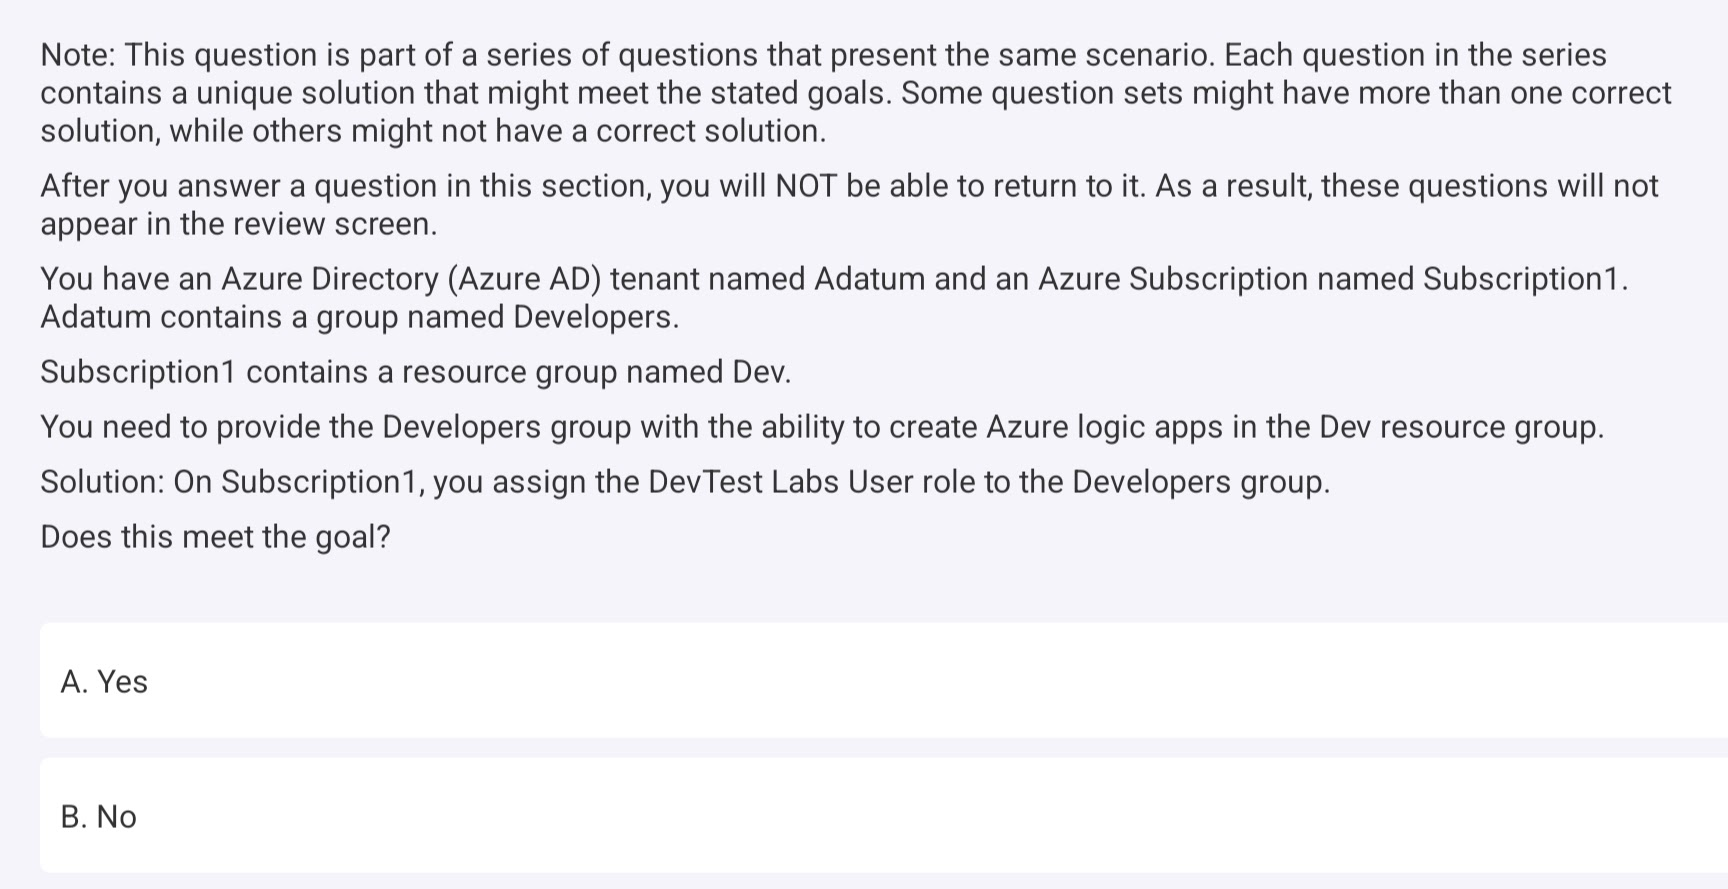 Note: This question is part of a series of questions that present the same scenario. Each question in the series
contains a unique solution that might meet the stated goals. Some question sets might have more than one correct
solution, while others might not have a correct solution.
After you answer a question in this section, you will NOT be able to return to it. As a result, these questions will not
appear in the review screen.
You have an Azure Directory (Azure AD) tenant named Adatum and an Azure Subscription named Subscription1.
Adatum contains a group named Developers.
Subscription1 contains a resource group named Dev.
You need to provide the Developers group with the ability to create Azure logic apps in the Dev resource group.
Solution: On Subscription1, you assign the DevTest Labs User role to the Developers group.
Does this meet the goal?
A. Yes
B. No